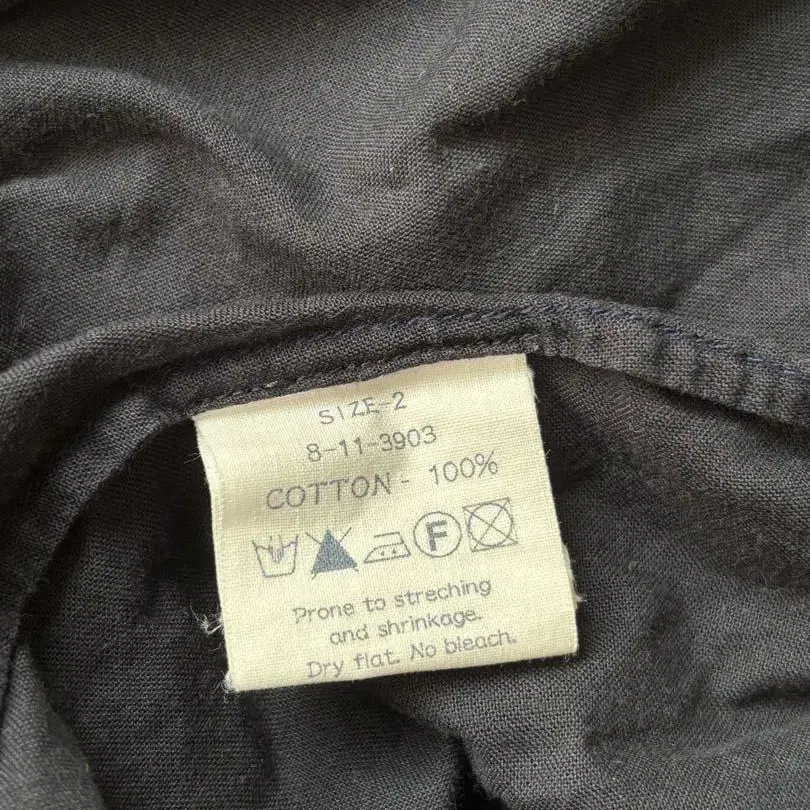 SIZE-2
8-11-3903
COTTON - 100%
F
Prone to streching
and shrinkage.
Dry flat. No bleach.